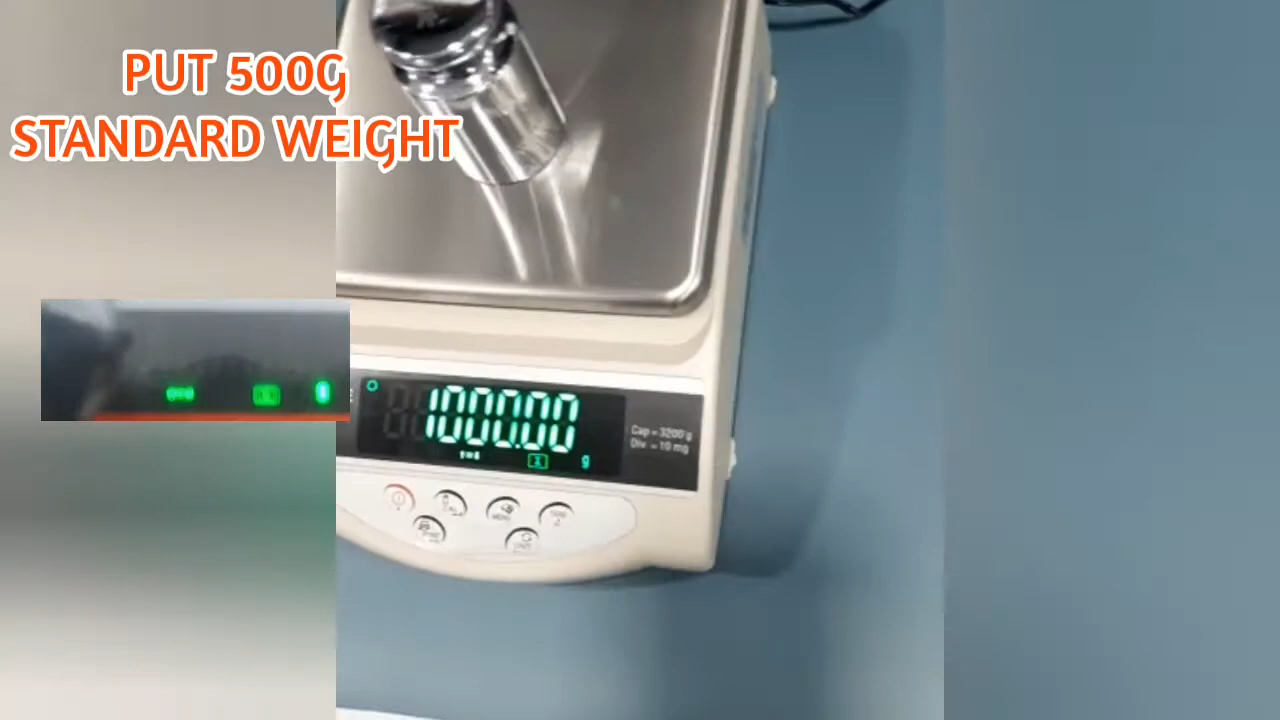 PUT 500G
STANDARD WEIGHT
1000.00
g
Cap = 3200 g
Div = 10 mg